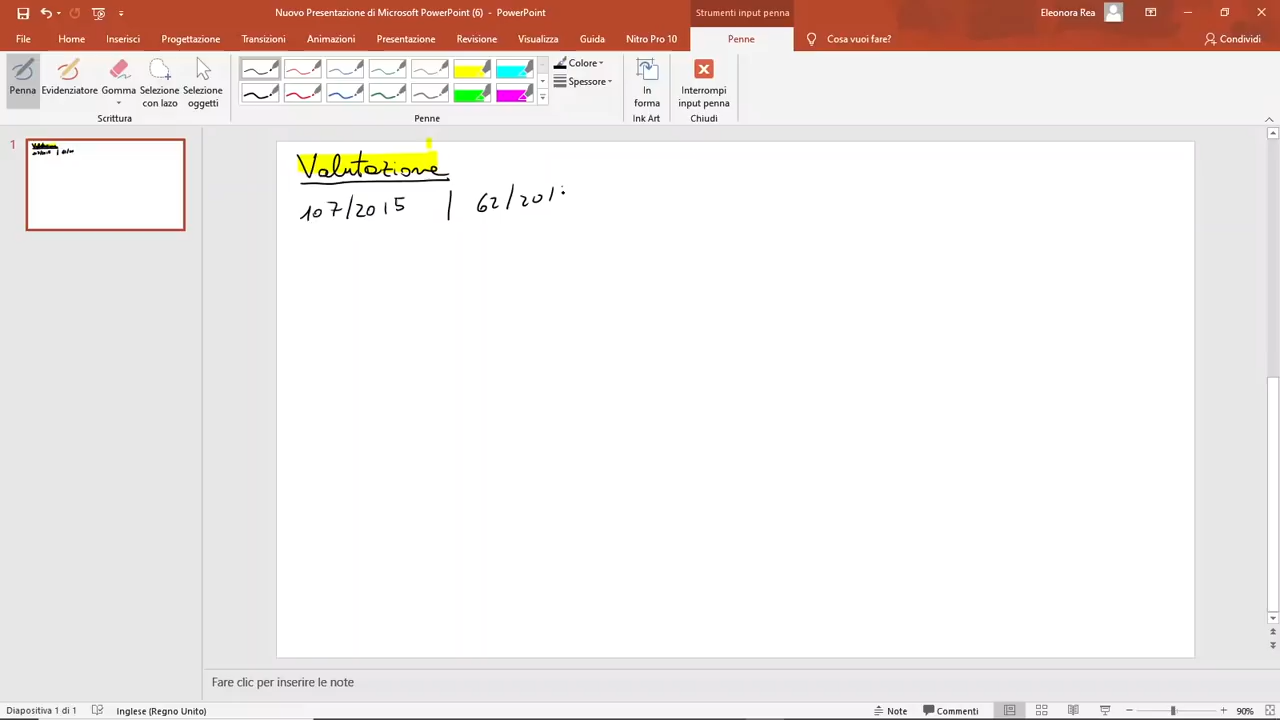 Nuovo Presentazione di Microsoft PowerPoint (6) - PowerPoint
Strumenti input penna
Eleonora Rea
File Home Inserisci Progettazione Transizioni Animazioni Presentazione Revisione Visualizza Guida Nitro Pro 10 Penne Cosa vuoi fare? Condividi
Penna Evidenziatore Gomma Selezione con lazo Selezione oggetti
Scrittura
Colore
Spessore
Penne
In forma
Ink Art
Interrompi input penna
Chiudi
1
Valutazione
107/2015 | 62/201
Fare clic per inserire le note
Diapositiva 1 di 1 Inglese (Regno Unito) Note Commenti 90%